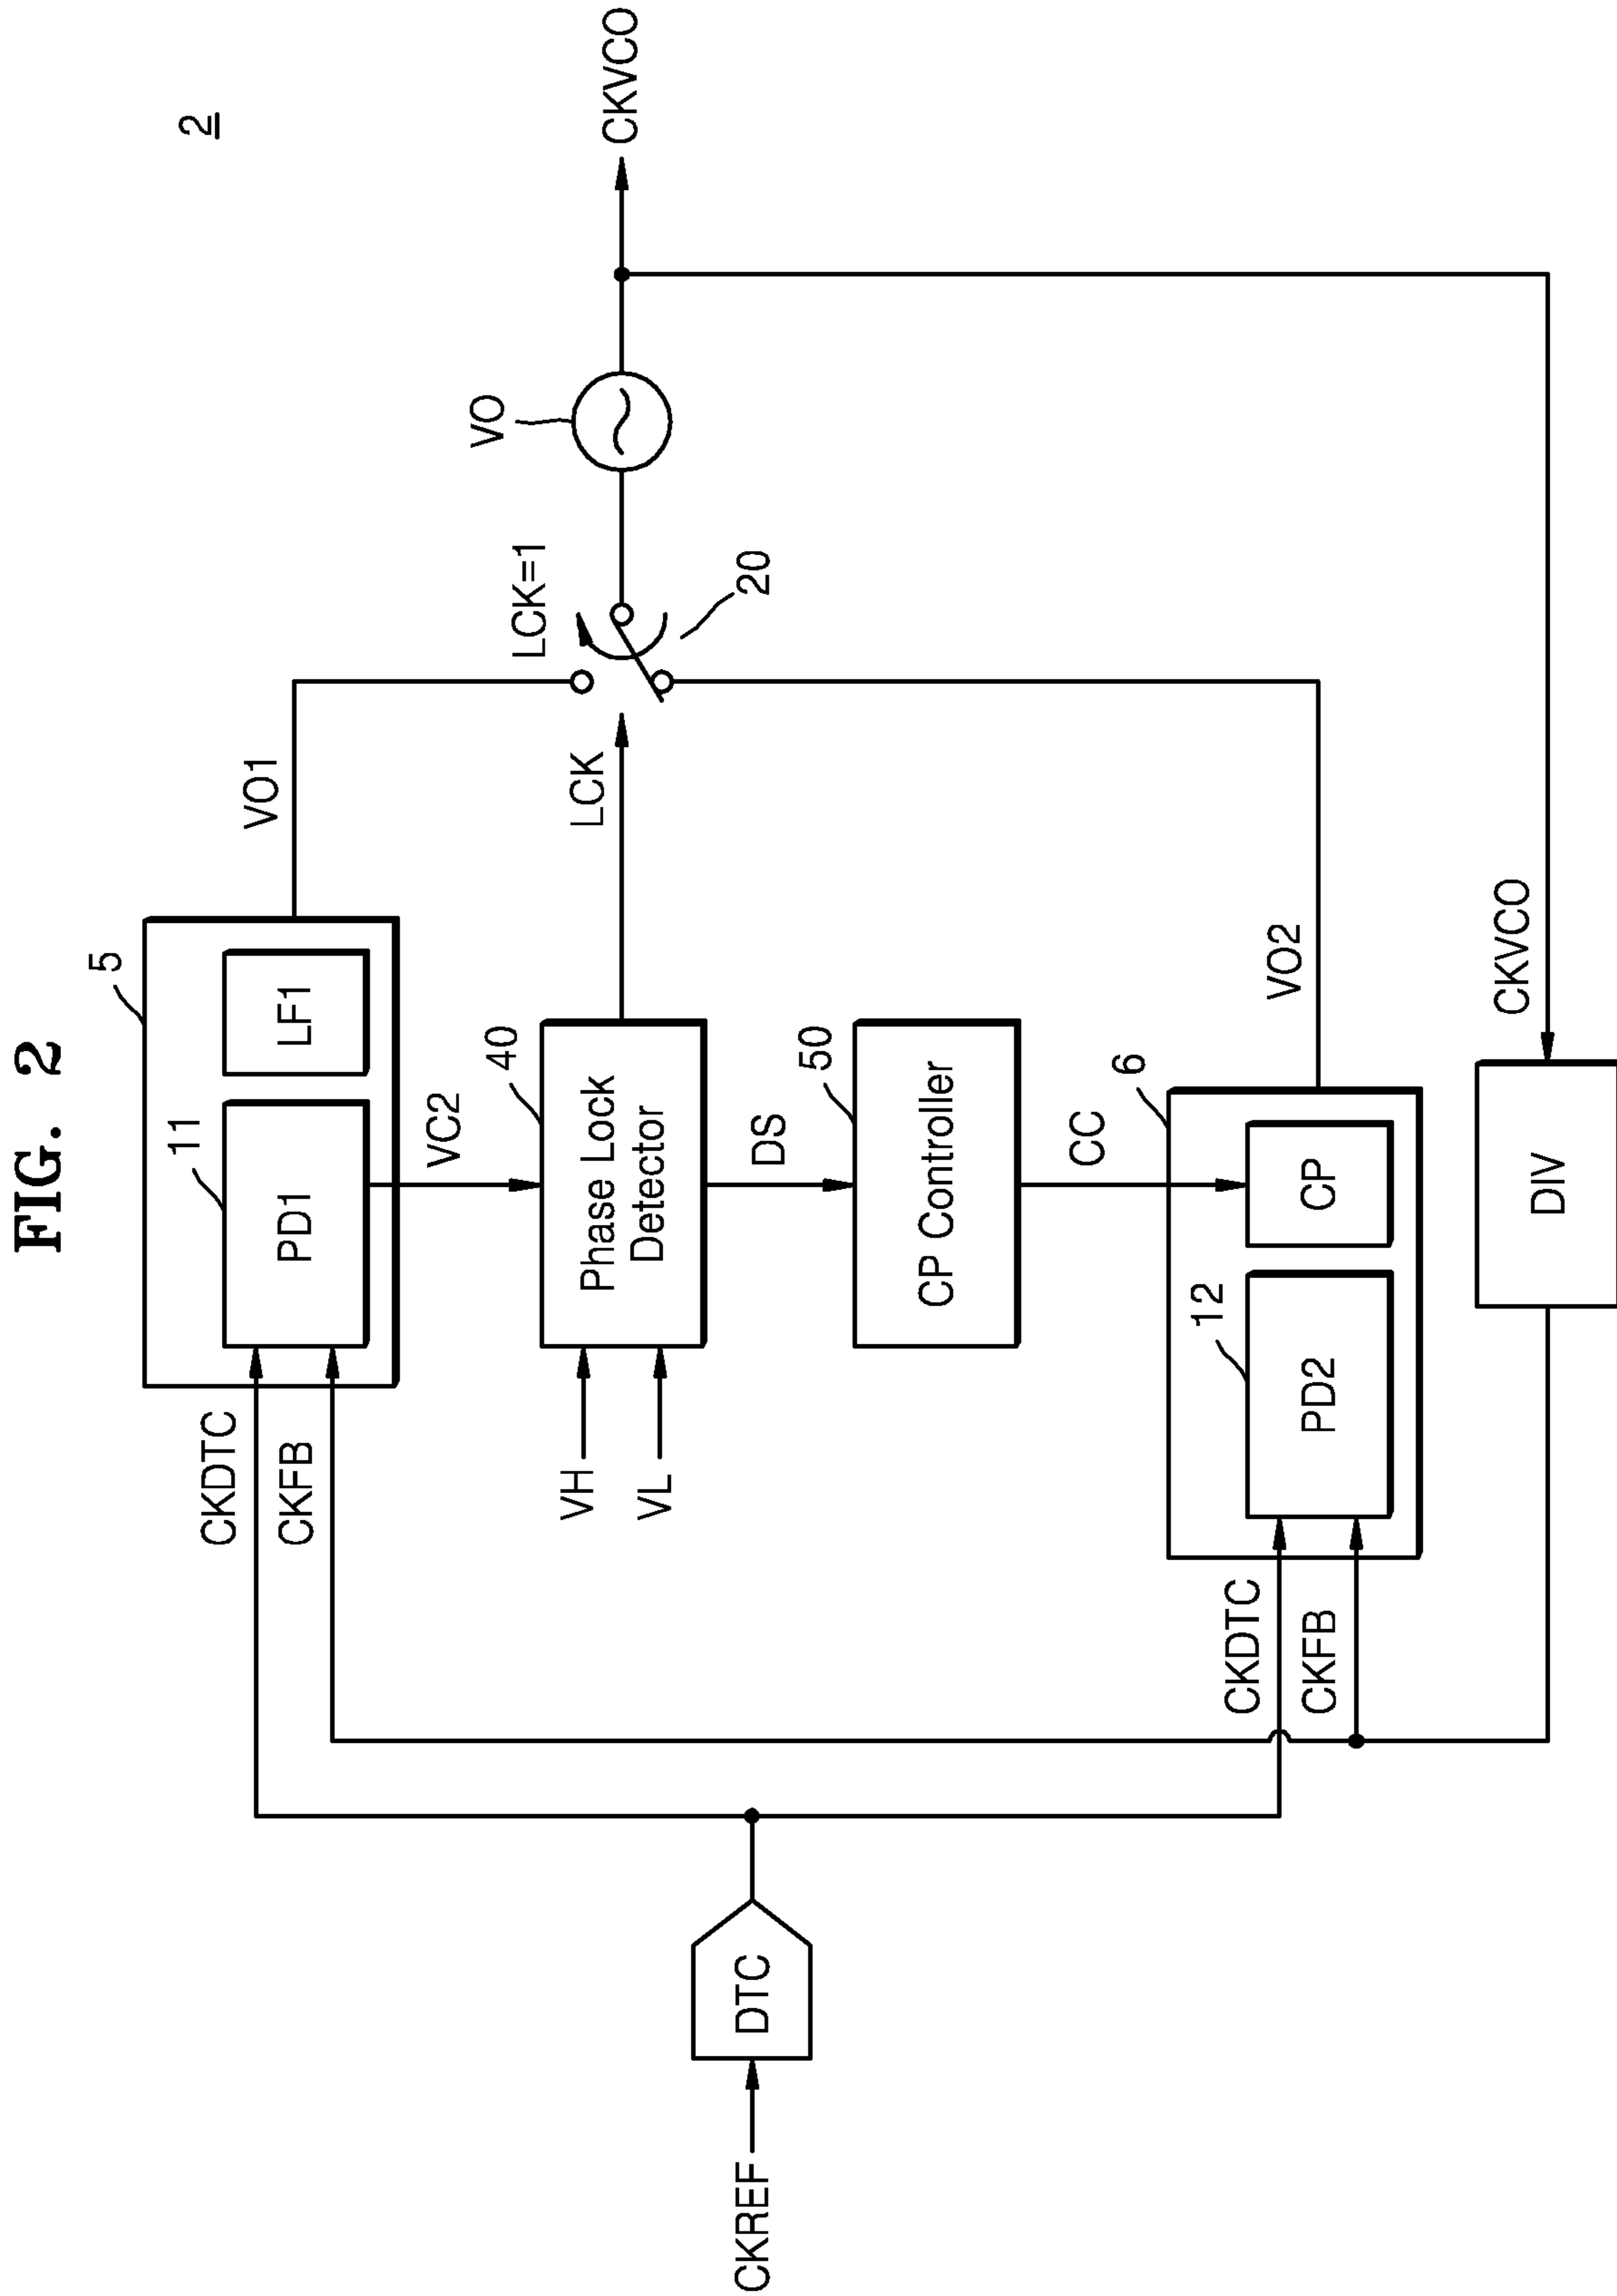 FIG. 2
2
5
11
PD1
LF1
VO1
CKDTC
CKFB
VC2
LCK=1
VO
CKVCO
40
VH
VL
Phase Lock
Detector
LCK
20
DS
50
CKREF
DTC
CP Controller
CC
6
12
PD2
CP
VO2
CKDTC
CKFB
DIV
CKVCO